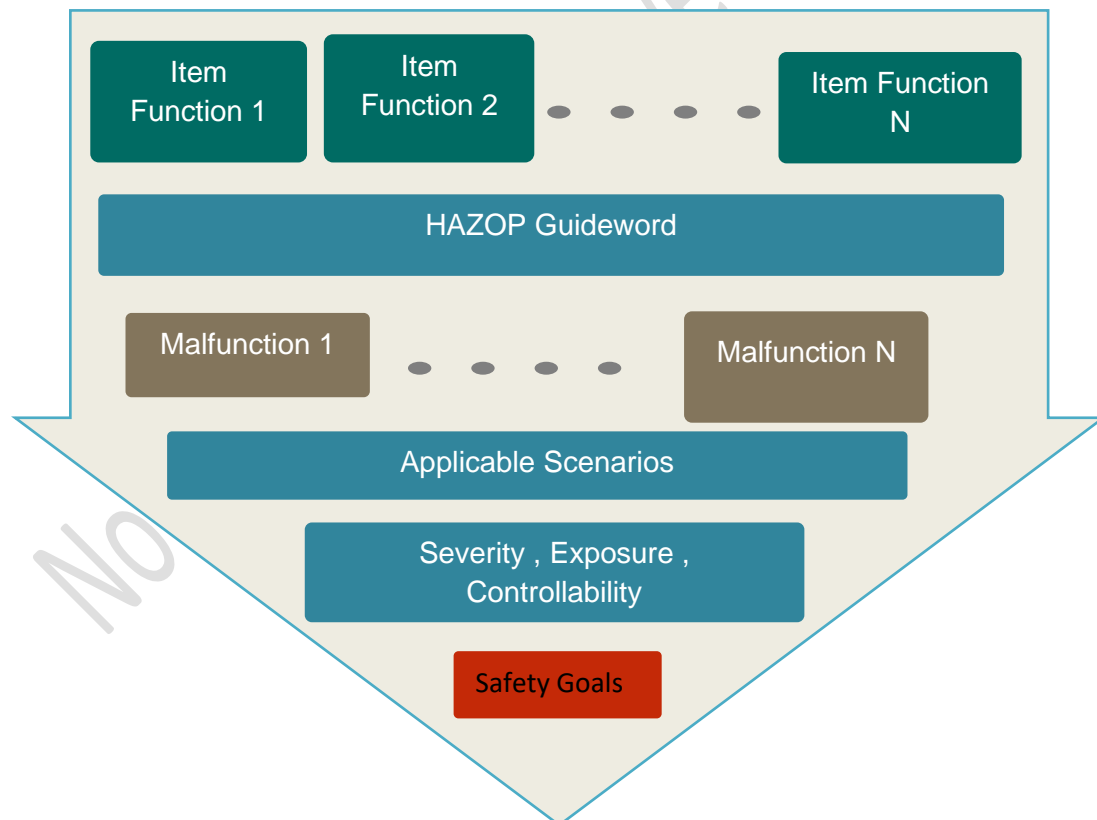 Item
Function 1
Item
Function 2
Item Function
N
HAZOP Guideword
Malfunction 1
Malfunction N
Applicable Scenarios
Severity , Exposure ,
Controllability
Safety Goals
No